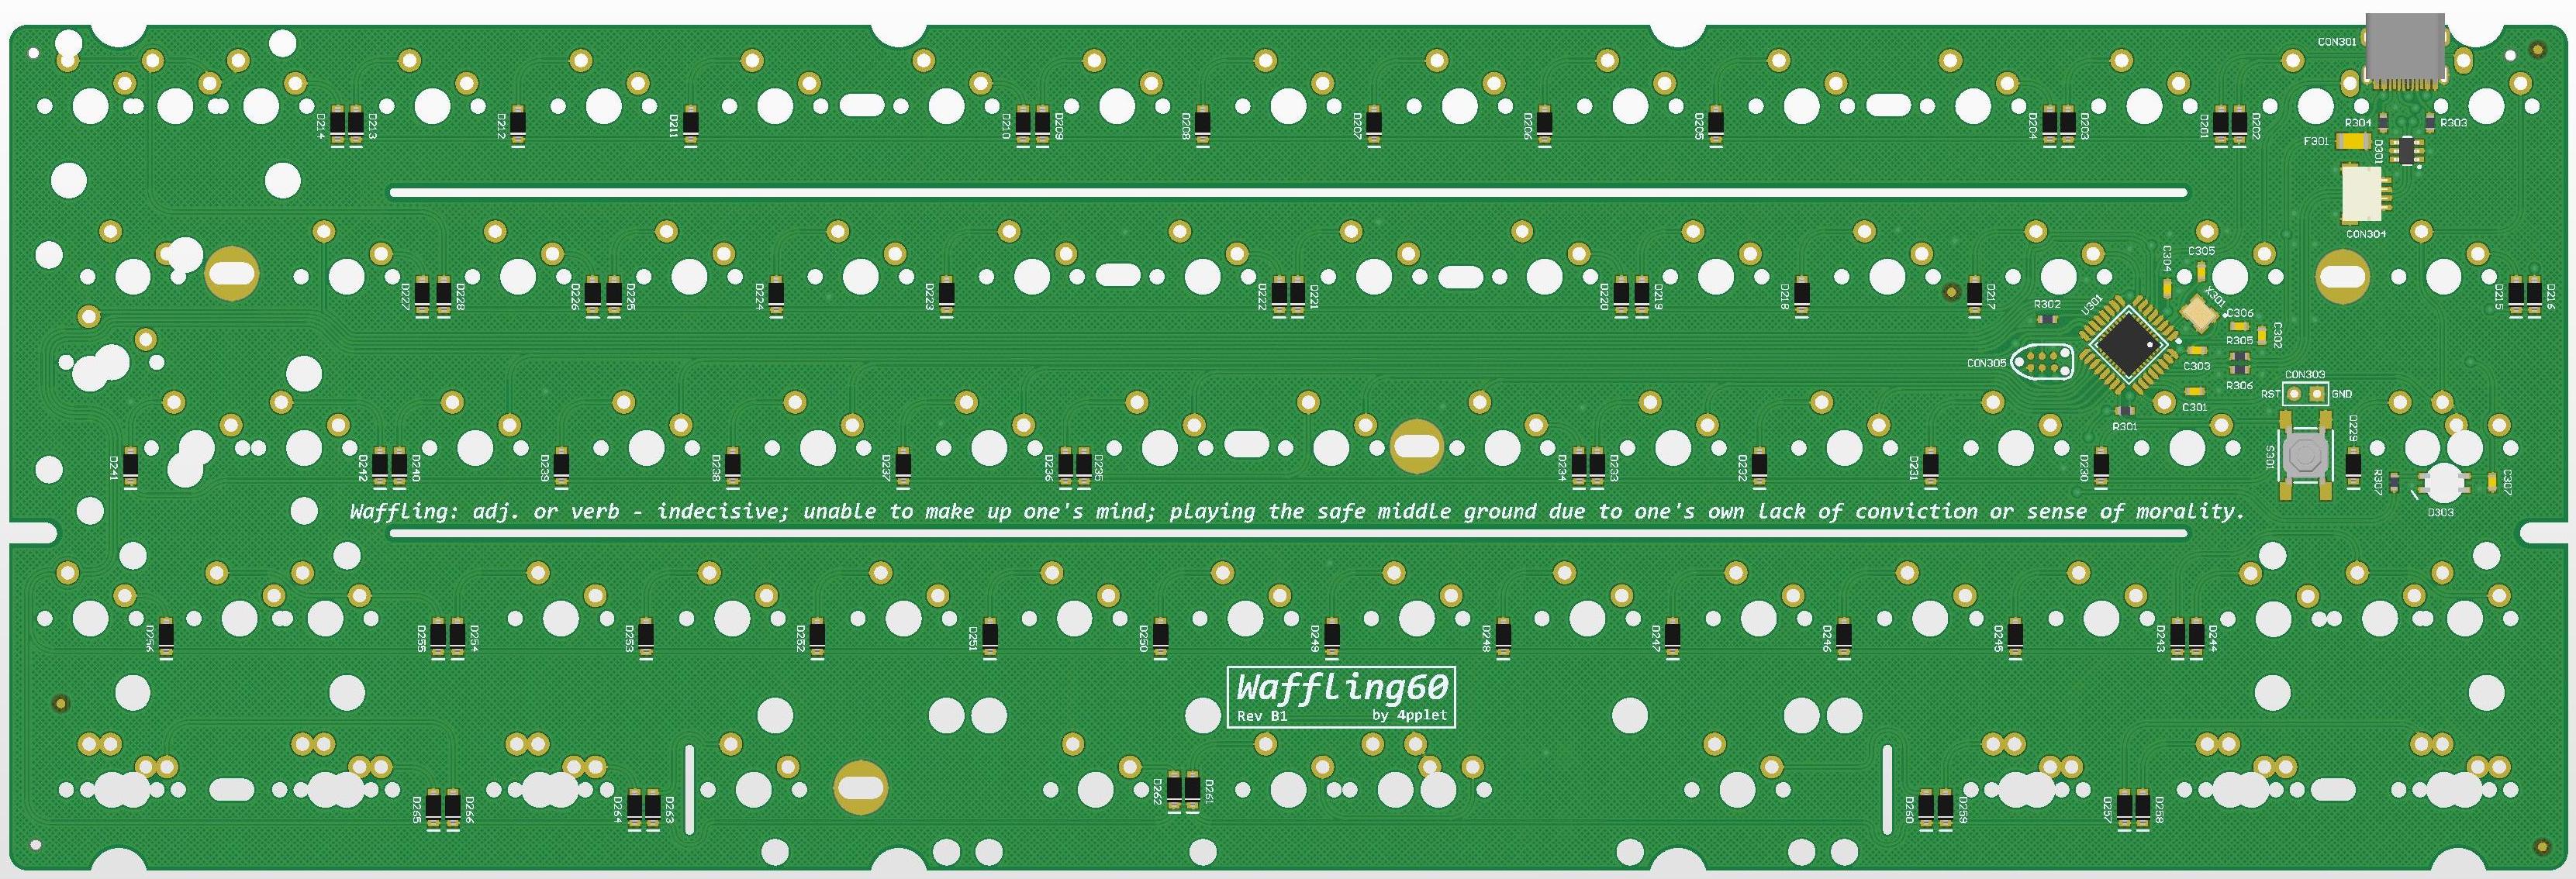 CON301
D214 D213 D212 D211 D210 D209 D208 D207 D206 D205 D204 D203 D201 D202 R304 R303
F301 D301
CON304
C304 C305
D227 D228 D226 D225 D224 D223 D222 D221 D220 D219 D218 D217 R302 U301 X301 C306 C302 D215 D216
R305
CON305 C303
R306
CON303
RST GND
C301
R301
D241 D242 D240 D239 D238 D237 D236 D235 D234 D233 D232 D231 D230 S301 D229 R307 C307
D303
Waffling: adj. or verb - indecisive; unable to make up one's mind; playing the safe middle ground due to one's own lack of conviction or sense of morality.
D256 D255 D254 D253 D252 D251 D250 D249 D248 D247 D246 D245 D243 D244
Waffling60
Rev B1 by 4pplet
D265 D266 D264 D263 D262 D261 D260 D259 D257 D258